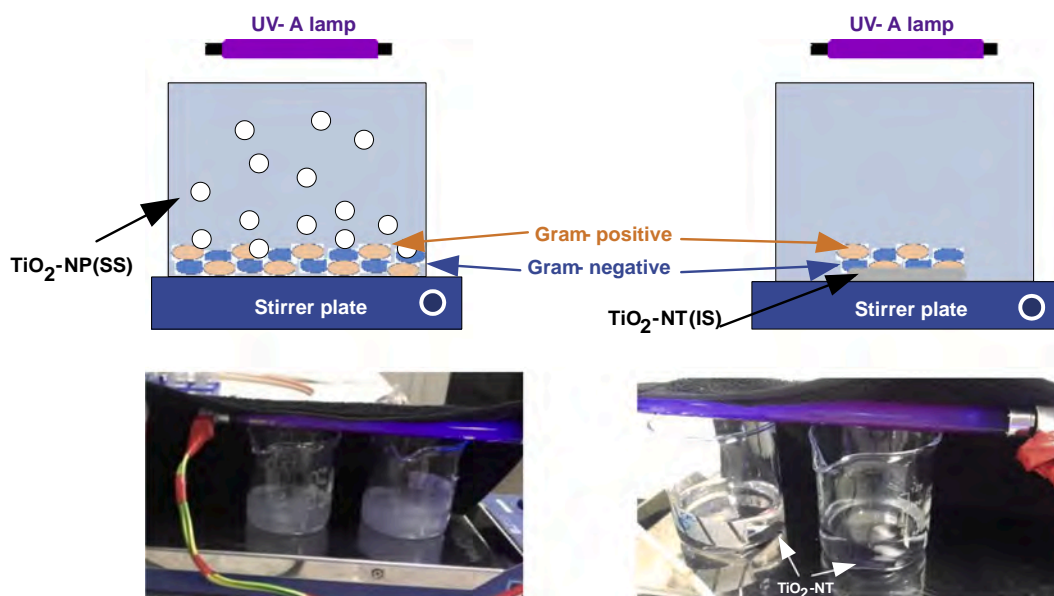 UV- A lamp
UV- A lamp
TiO2-NP(SS)
Gram- positive
Gram- negative
TiO2-NT(IS)
Stirrer plate
Stirrer plate
TiO2-NT